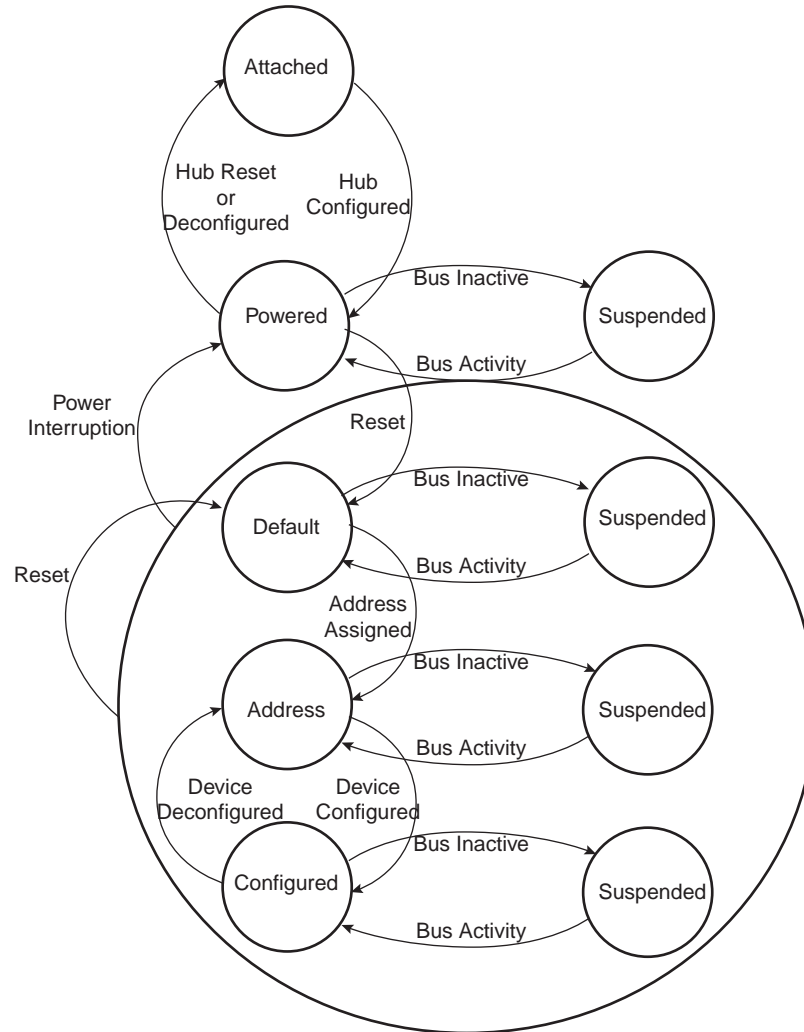 Attached
Hub Reset
or
Deconfigured
Hub
Configured
Powered
Bus Inactive
Suspended
Bus Activity
Power
Interruption
Reset
Default
Bus Inactive
Suspended
Bus Activity
Reset
Address
Assigned
Address
Bus Inactive
Suspended
Bus Activity
Device
Deconfigured
Device
Configured
Configured
Bus Inactive
Suspended
Bus Activity